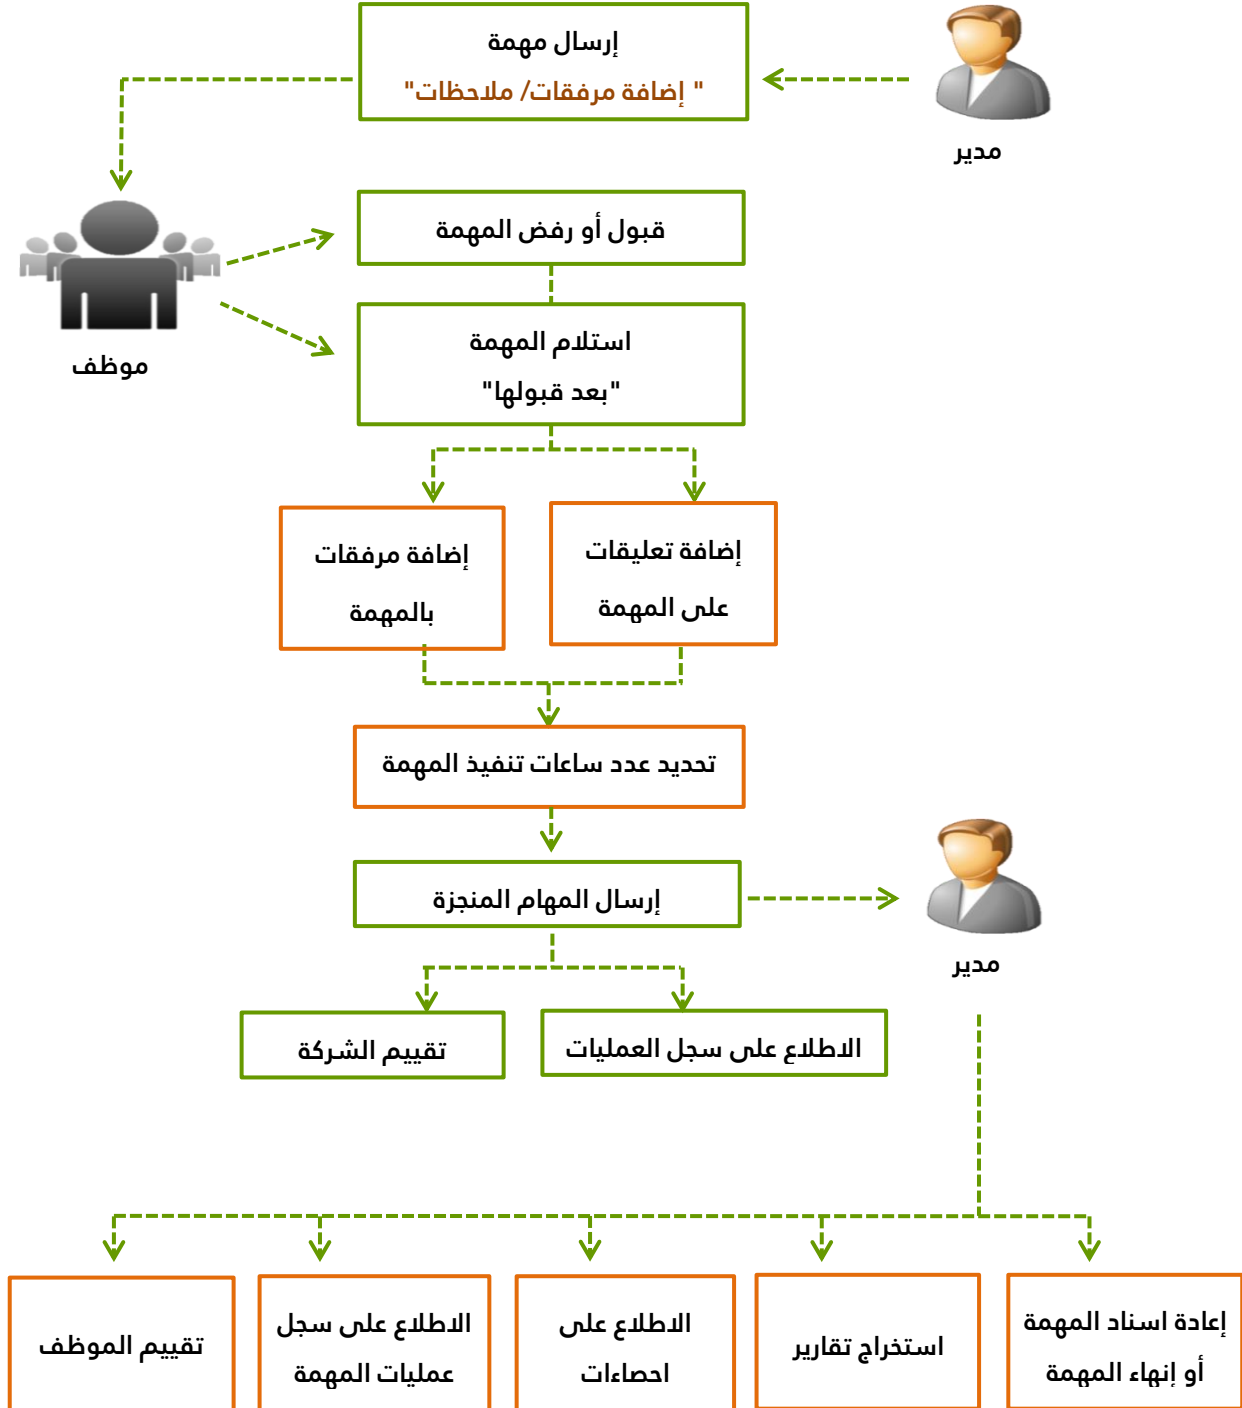 إرسال مهمة
" إضافة مرفقات/ ملاحظات"
مدير
قبول أو رفض المهمة
استلام المهمة
"بعد قبولها"
موظف
إضافة تعليقات
على المهمة
إضافة مرفقات
بالمهمة
تحديد عدد ساعات تنفيذ المهمة
إرسال المهام المنجزة
مدير
الاطلاع على سجل العمليات
تقييم الشركة
إعادة اسناد المهمة
أو إنهاء المهمة
استخراج تقارير
الاطلاع على
احصاءات
الاطلاع على سجل
عمليات المهمة
تقييم الموظف